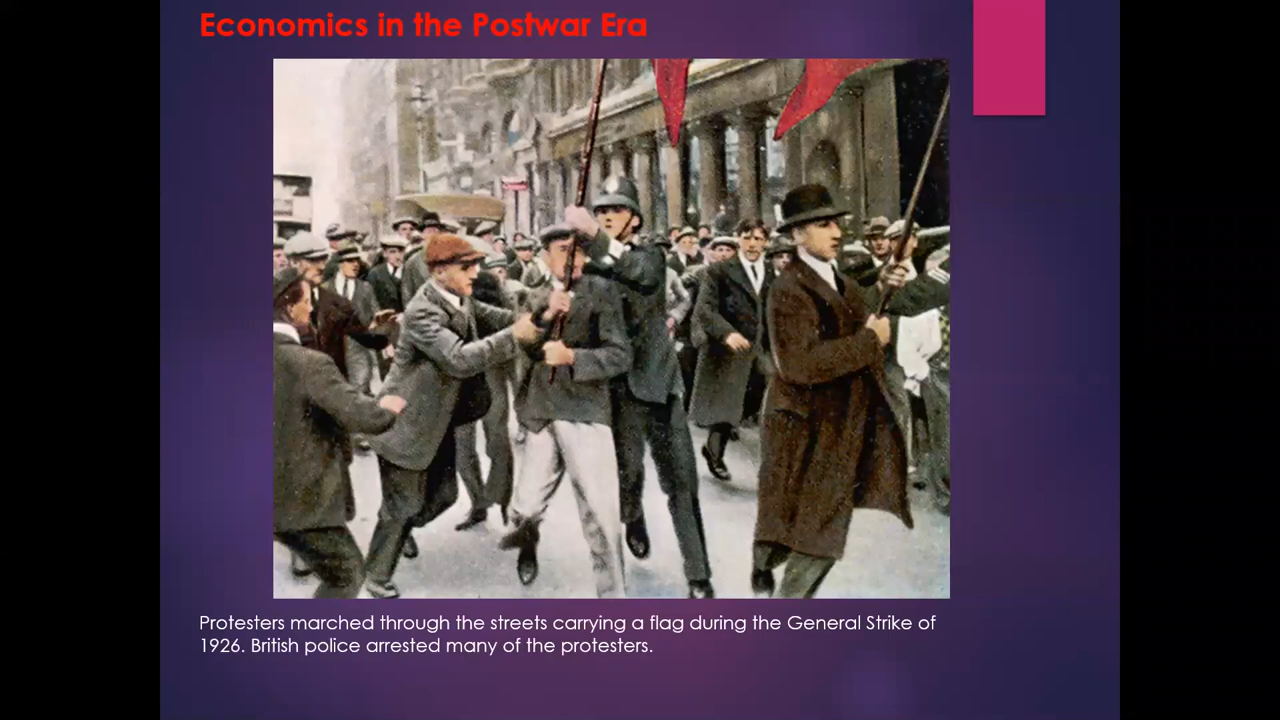 Economics in the Postwar Era
Protesters marched through the streets carrying a flag during the General Strike of
1926. British police arrested many of the protesters.